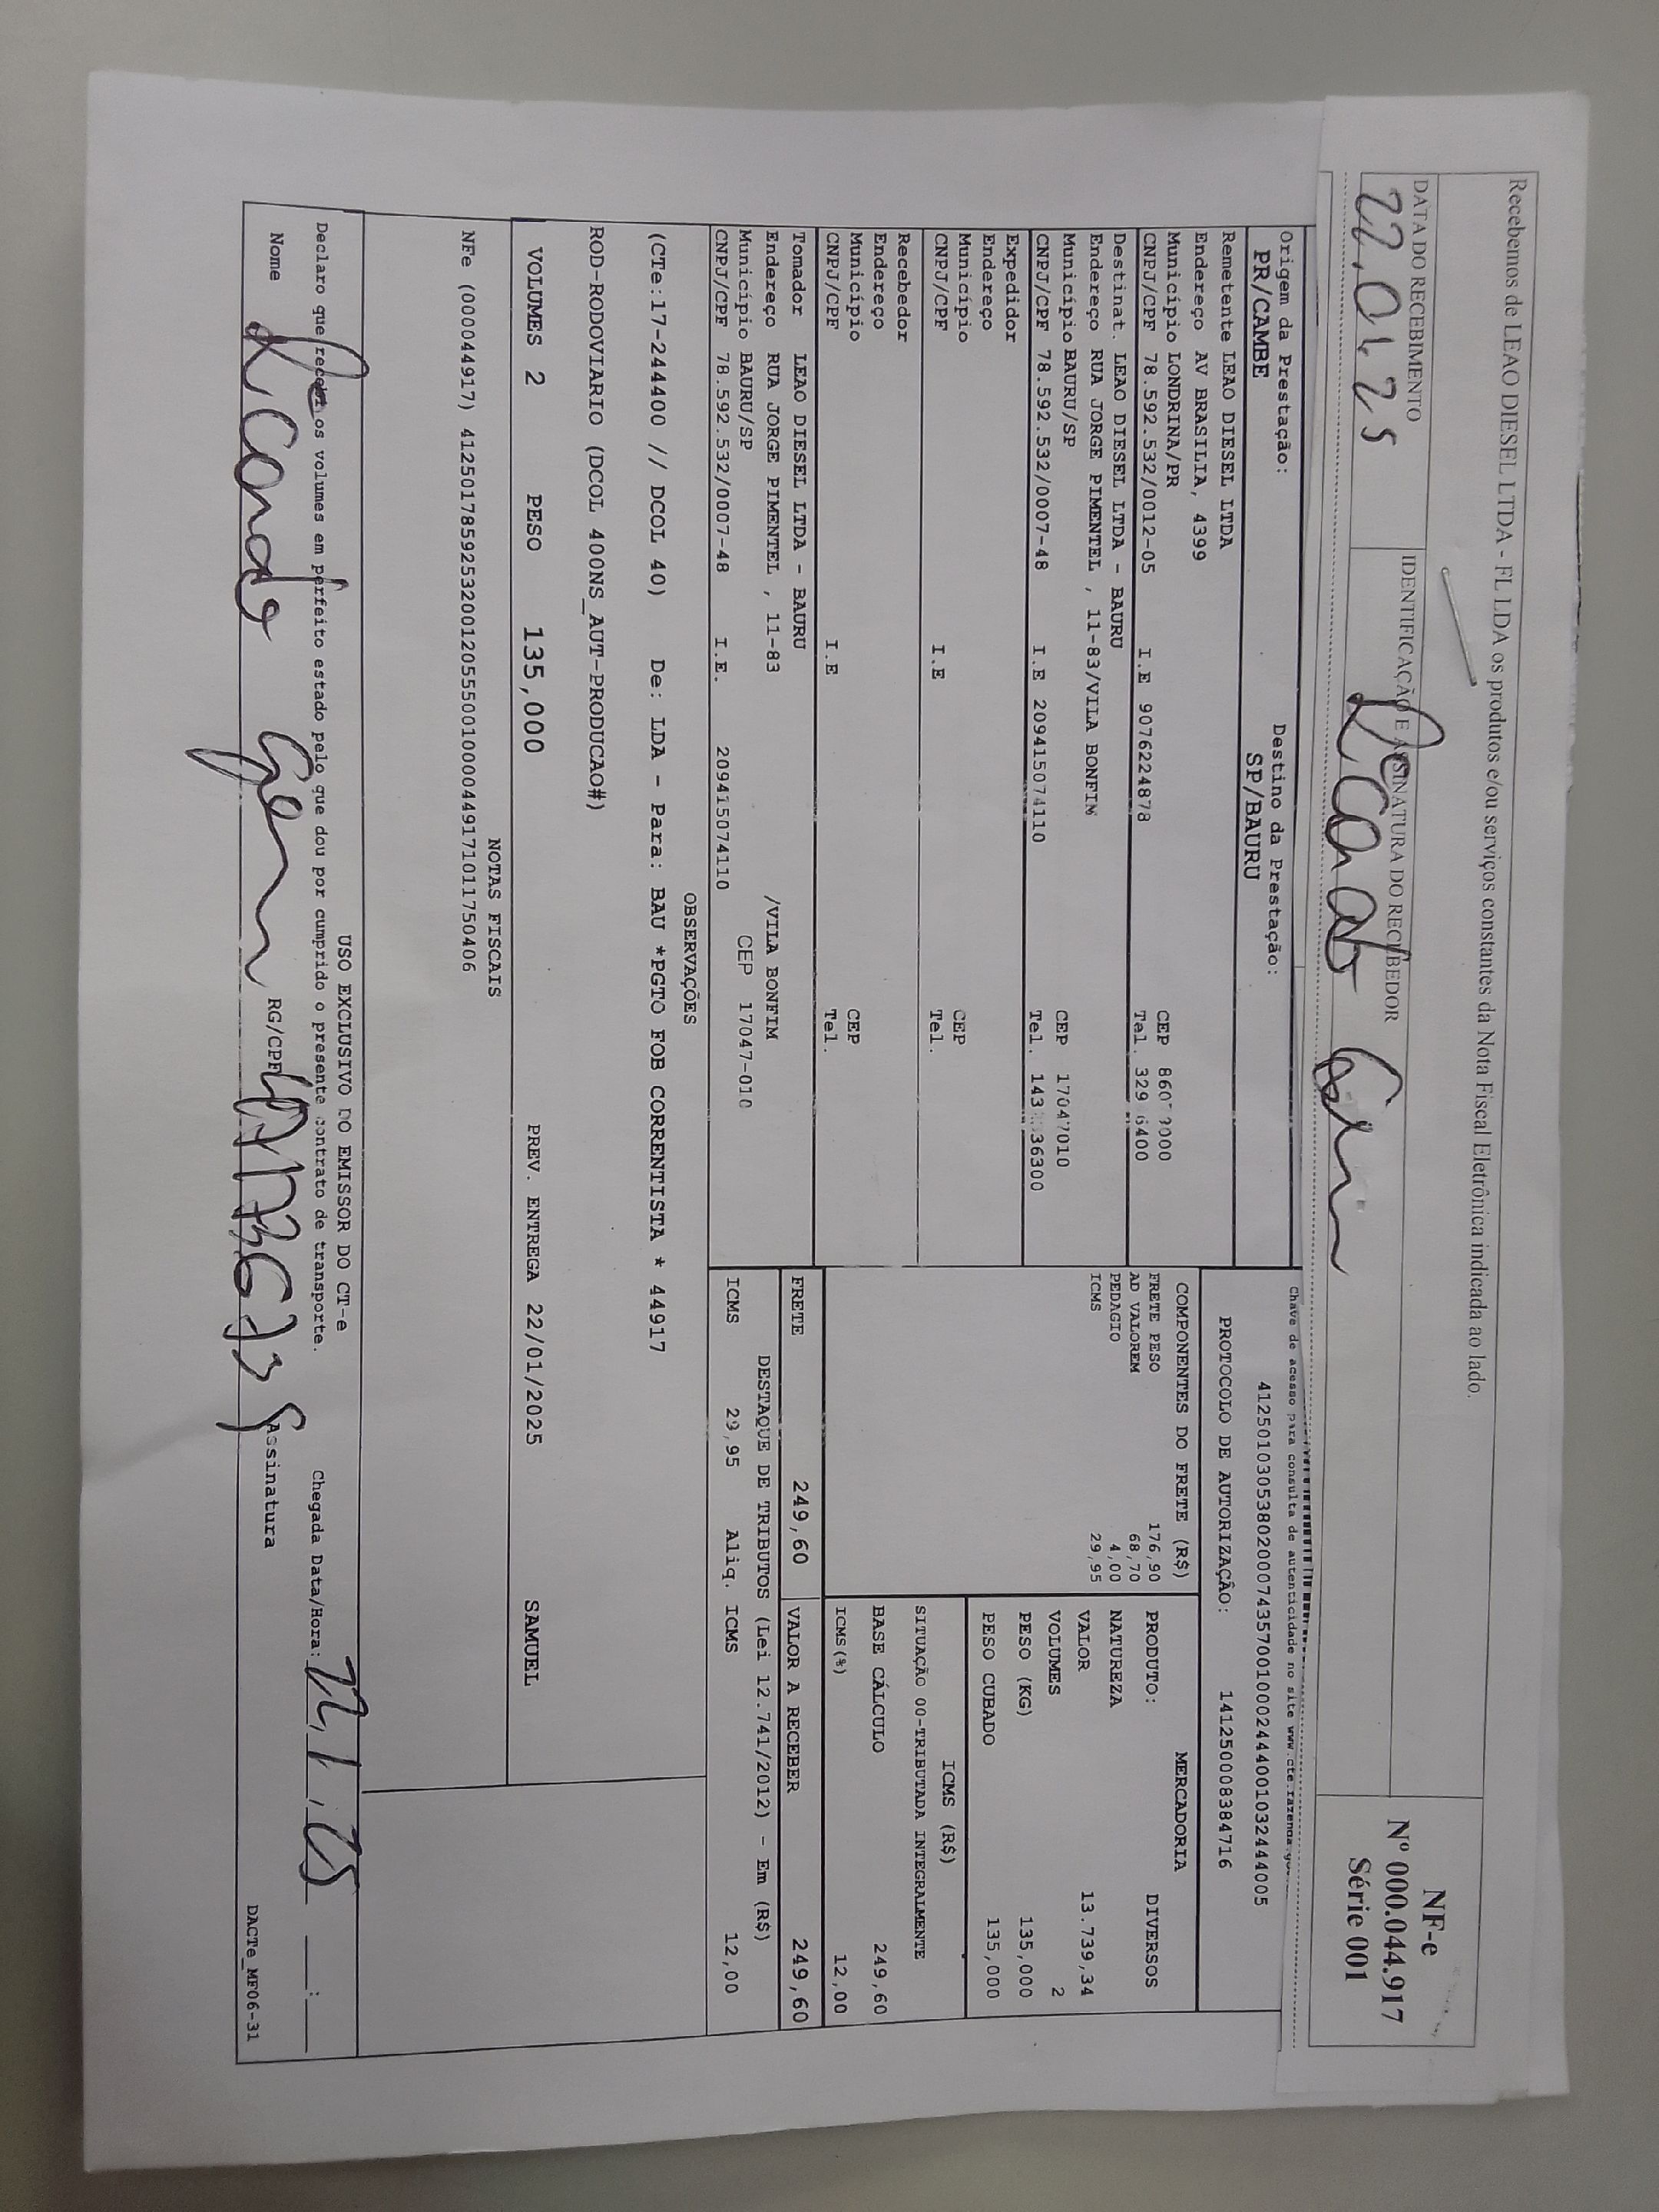 Recebemos de LEAO DIESEL LTDA - FL LDA os produtos e/ou serviços constantes da Nota Fiscal Eletrônica indicada ao lado.
DATA DO RECEBIMENTO
22.01.25
IDENTIFICAÇÃO E ASSINATURA DO RECEBEDOR
NF-e
Nº 000.044.917
Série 001
Chave de acesso para consulta de autenticidade no site
41250103053802000743570010002444001032444005
PROTOCOLO DE AUTORIZAÇÃO: 141250008384716
Origem da Prestação: Destino da Prestação:
PR/CAMBE SP/BAURU
Remetente LEAO DIESEL LTDA
Endereço AV BRASILIA, 4399
Município LONDRINA/PR CEP
CNPJ/CPF 78.592.532/0012-05 I.E 9076224878 Tel.
Destinat. LEAO DIESEL LTDA - BAURU
Endereço RUA JORGE PIMENTEL , 11-83/VILA BONFIM
Município BAURU/SP CEP 17047010
CNPJ/CPF 78.592.532/0007-48 I.E 209415074110 Tel.
Expedidor
Endereço
Município CEP
CNPJ/CPF I.E Tel.
Recebedor
Endereço
Município CEP
CNPJ/CPF I.E Tel.
Tomador LEAO DIESEL LTDA - BAURU
Endereço RUA JORGE PIMENTEL , 11-83 /VILA BONFIM
Município BAURU/SP CEP 17047-010
CNPJ/CPF 78.592.532/0007-48 I.E. 209415074110
COMPONENTES DO FRETE (R$)
FRETE PESO 176,90
AD VALOREM 68,70
PEDAGIO 4,00
ICMS 29,95
MERCADORIA
PRODUTO: DIVERSOS
NATUREZA
VALOR 13.739,34
VOLUMES 2
PESO (KG) 135,000
PESO CUBADO 135,000
ICMS (R$)
SITUAÇÃO 00-TRIBUTADA INTEGRALMENTE
BASE CÁLCULO 249,60
ICMS(%) 12,00
FRETE 249,60 VALOR A RECEBER 249,60
DESTAQUE DE TRIBUTOS (Lei 12.741/2012) - Em (R$)
ICMS 29,95 Aliq. ICMS 12,00
OBSERVAÇÕES
(CTe:17-244400 // DCOL 40) De: LDA - Para: BAU *PGTO FOB CORRENTISTA * 44917
ROD-RODOVIARIO (DCOL 400NS_AUT-PRODUCAO#)
VOLUMES 2 PESO 135,000 PREV. ENTREGA 22/01/2025 SAMUEL
NOTAS FISCAIS
NFe (000044917) 41250178592532001205550010000449171011750406
USO EXCLUSIVO DO EMISSOR DO CT-e
Declaro que recebi os volumes em perfeito estado pelo que dou por cumprido o presente contrato de transporte. Chegada Data/Hora: 22/1/25 :
Nome RG/CPF Assinatura
DACTe_MF06-31